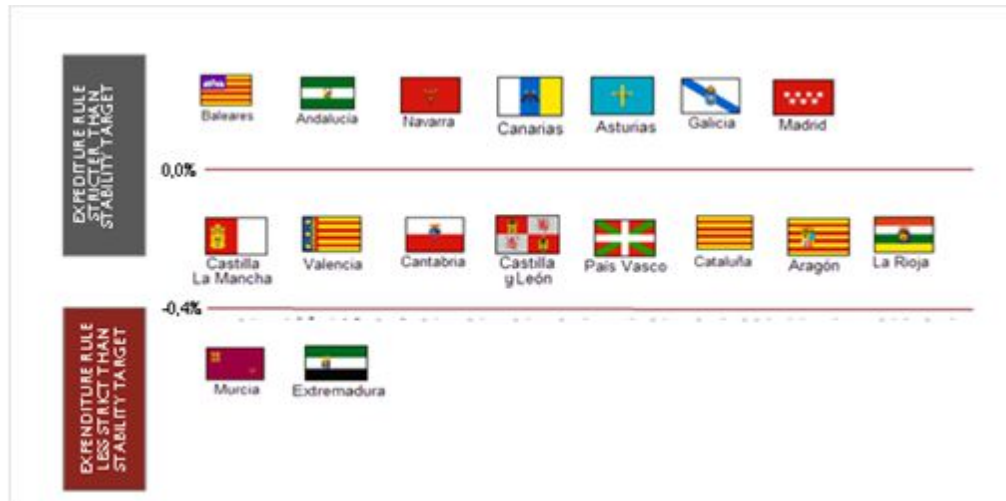 EXPEDITURE RULE
STRICTER THAN
STABILITY TARGET
Baleares
Andalucía
Navarra
Canarias
Asturias
Galicia
Madrid
0,0%
Castilla
La Mancha
Valencia
Cantabria
Castilla
y León
País Vasco
Cataluña
Aragón
La Rioja
-0,4%
EXPENDITURE RULE
LESS STRICT THAN
STABILITY TARGET
Murcia
Extremadura